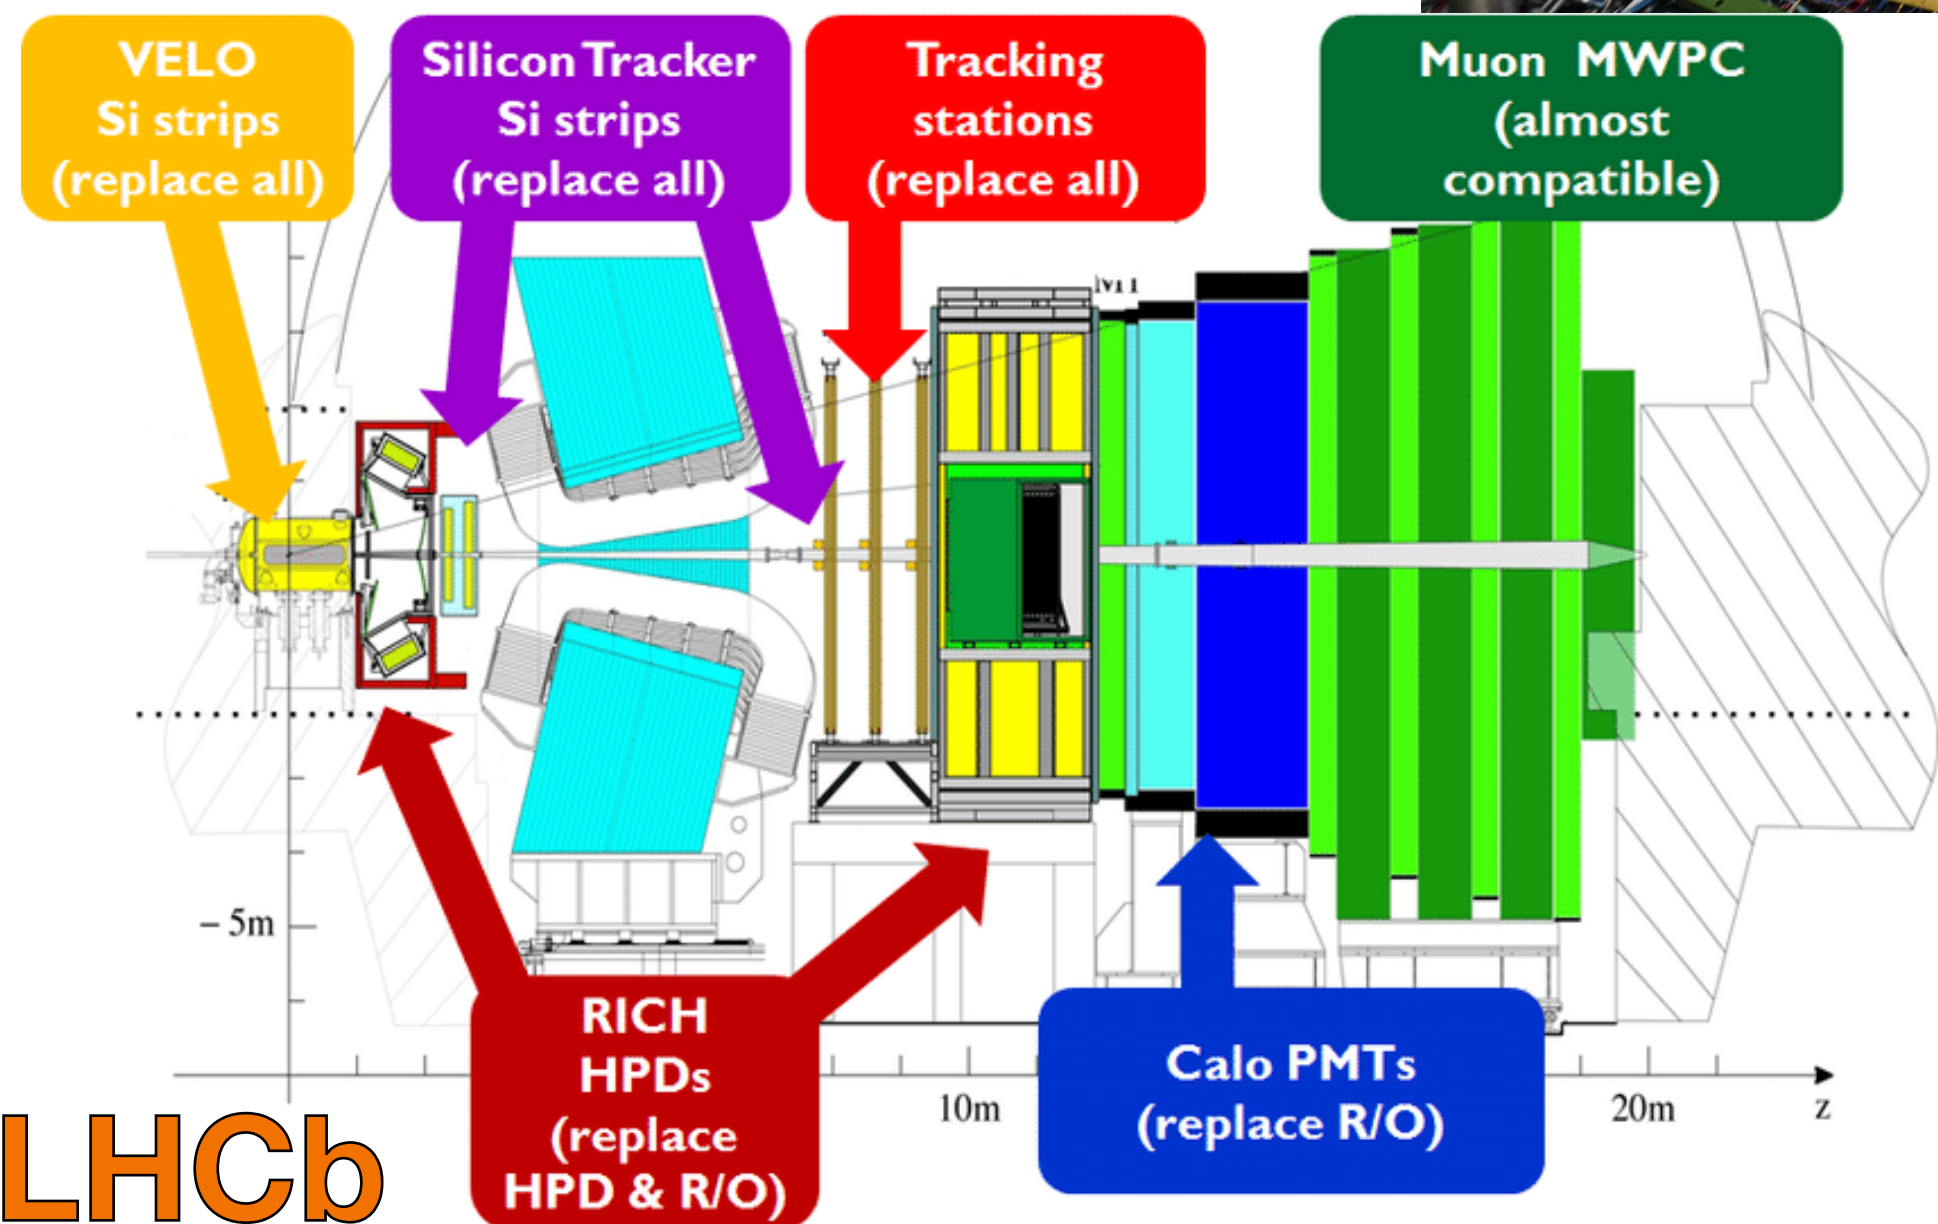 VELO
Si strips
(replace all)
Silicon Tracker
Si strips
(replace all)
Tracking
stations
(replace all)
Muon MWPC
(almost
compatible)
– 5m
RICH
HPDs
(replace
HPD & R/O)
Calo PMTs
(replace R/O)
10m
20m
z
LHCb